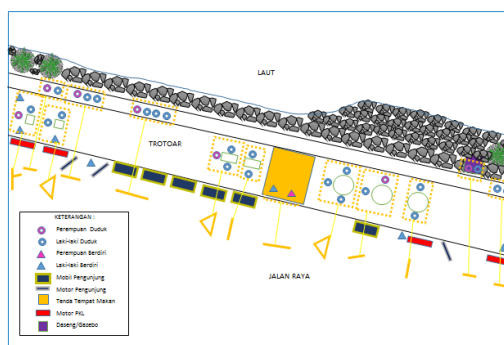 LAUT
TROTOAR
JALAN RAYA
KETERANGAN :
Perempuan Duduk
Laki-laki Duduk
Perempuan Berdiri
Laki-laki Berdiri
Mobil Pengunjung
Motor Pengunjung
Tenda Tempat Makan
Motor PKL
Daseng/Gasebo